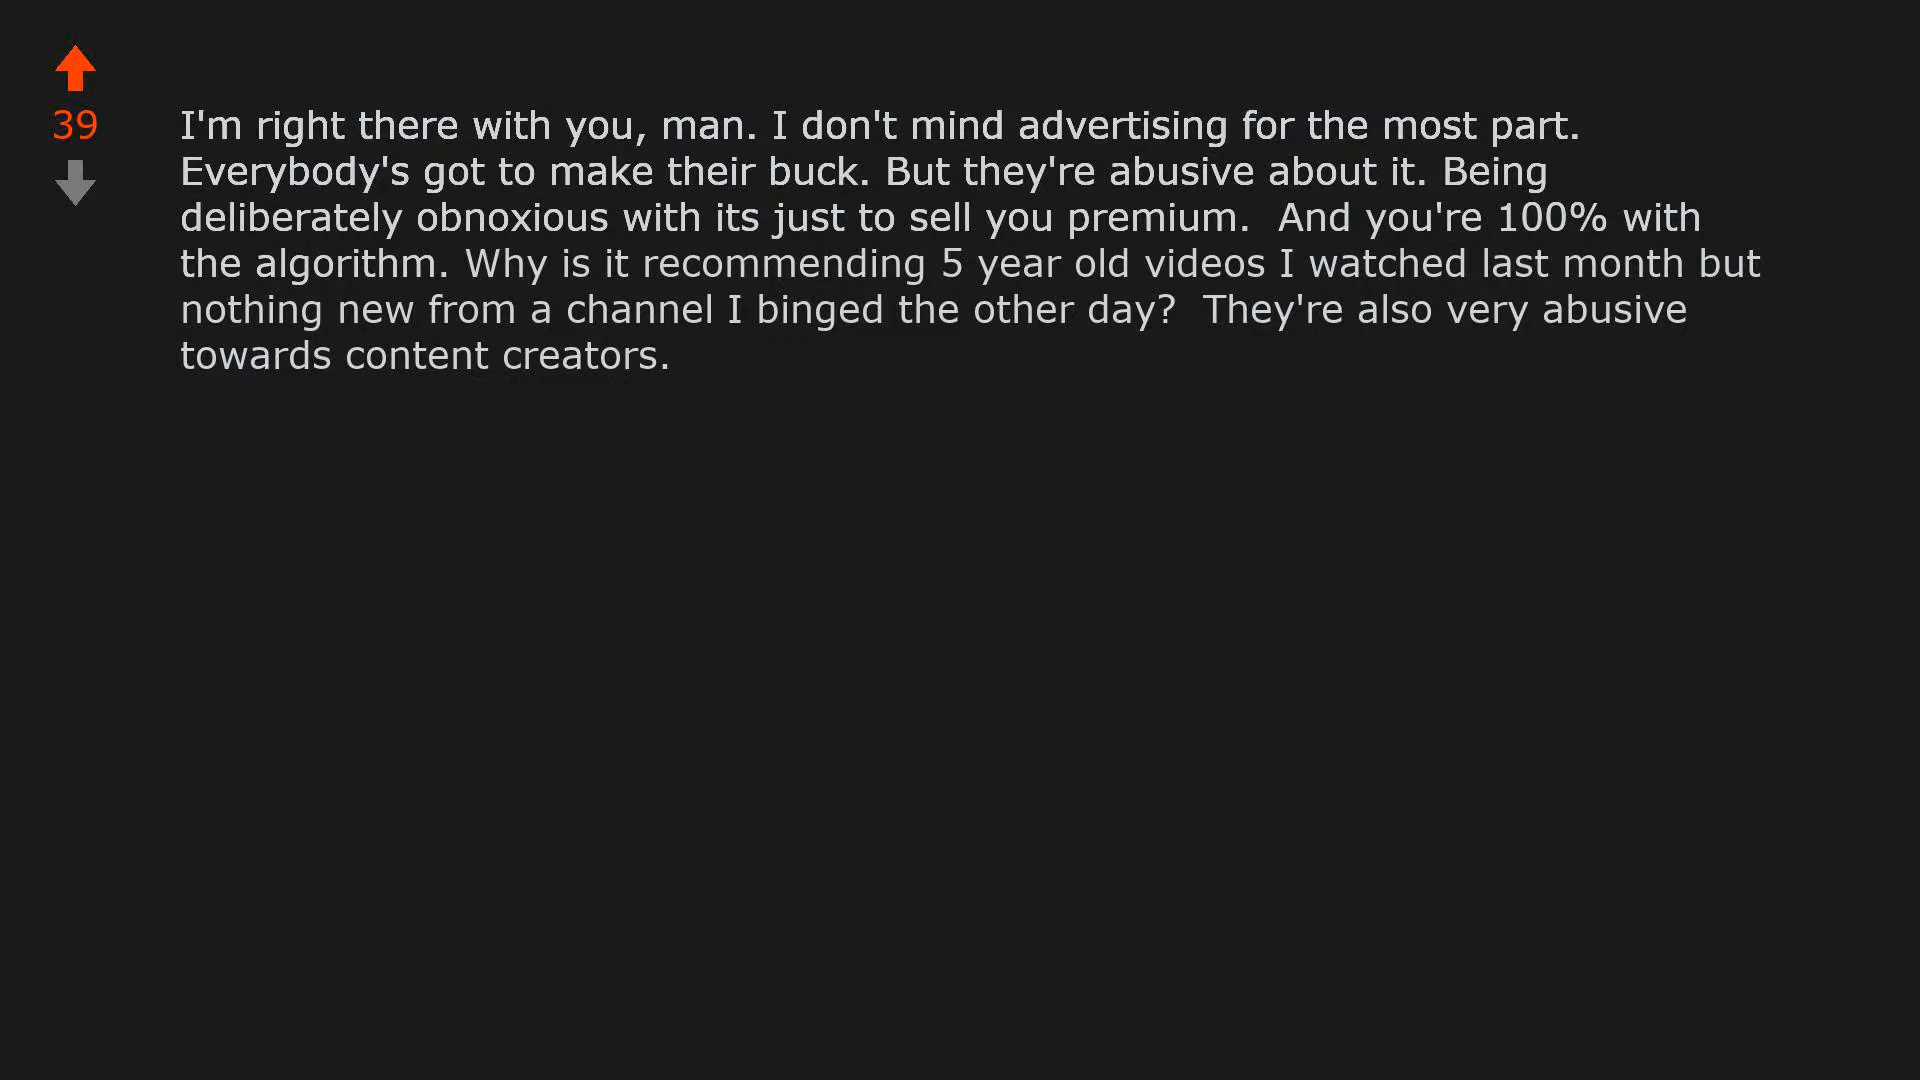 39
I'm right there with you, man. I don't mind advertising for the most part.
Everybody's got to make their buck. But they're abusive about it. Being
deliberately obnoxious with its just to sell you premium.  And you're 100% with
the algorithm. Why is it recommending 5 year old videos I watched last month but
nothing new from a channel I binged the other day?  They're also very abusive
towards content creators.